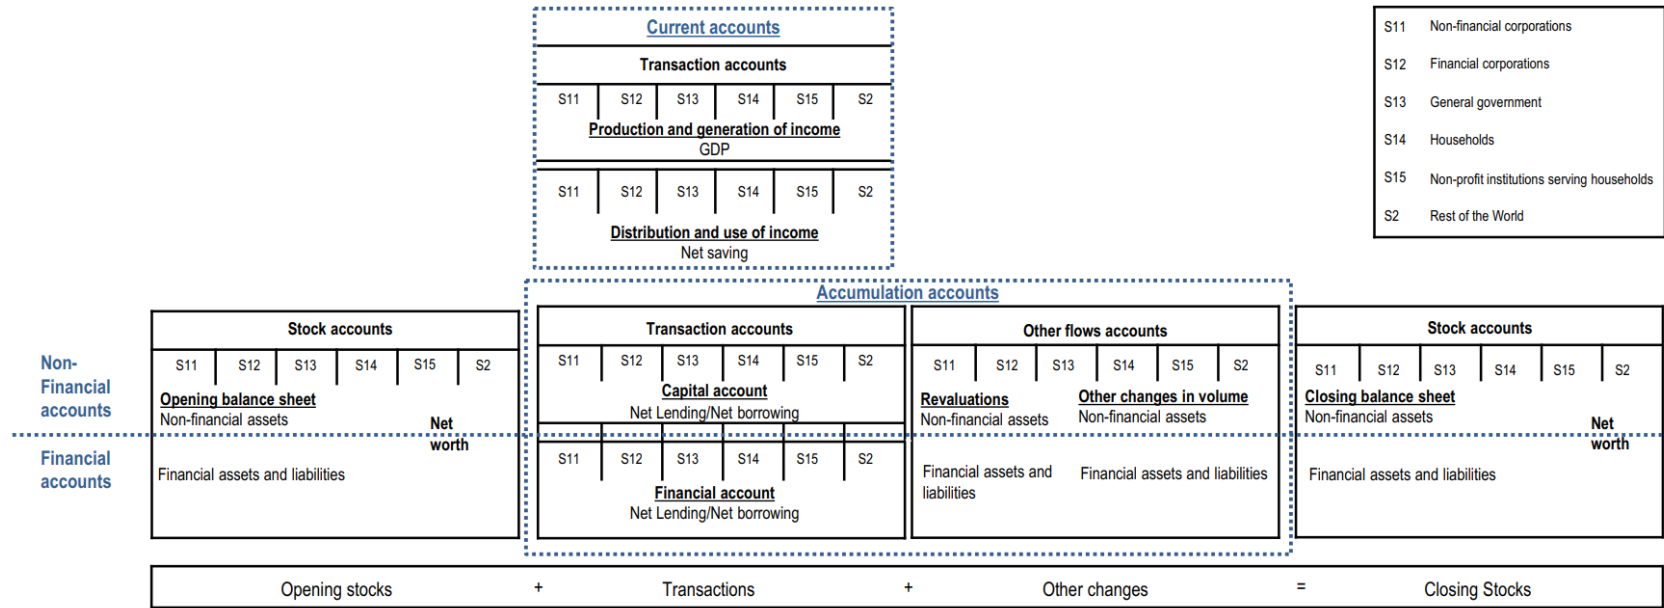 Current accounts
Transaction accounts
S11 S12 S13 S14 S15 S2
Production and generation of income
GDP
S11 S12 S13 S14 S15 S2
Distribution and use of income
Net saving
S11 Non-financial corporations
S12 Financial corporations
S13 General government
S14 Households
S15 Non-profit institutions serving households
S2 Rest of the World
Accumulation accounts
Non-
Financial
accounts
Financial
accounts
Stock accounts
S11 S12 S13 S14 S15 S2
Opening balance sheet
Non-financial assets
Net
worth
Financial assets and liabilities
Transaction accounts
S11 S12 S13 S14 S15 S2
Capital account
Net Lending/Net borrowing
S11 S12 S13 S14 S15 S2
Financial account
Net Lending/Net borrowing
Other flows accounts
S11 S12 S13 S14 S15 S2
Revaluations
Non-financial assets
Financial assets and
liabilities
Other changes in volume
Non-financial assets
Financial assets and liabilities
Stock accounts
S11 S12 S13 S14 S15 S2
Closing balance sheet
Non-financial assets
Net
worth
Financial assets and liabilities
Opening stocks + Transactions + Other changes = Closing Stocks